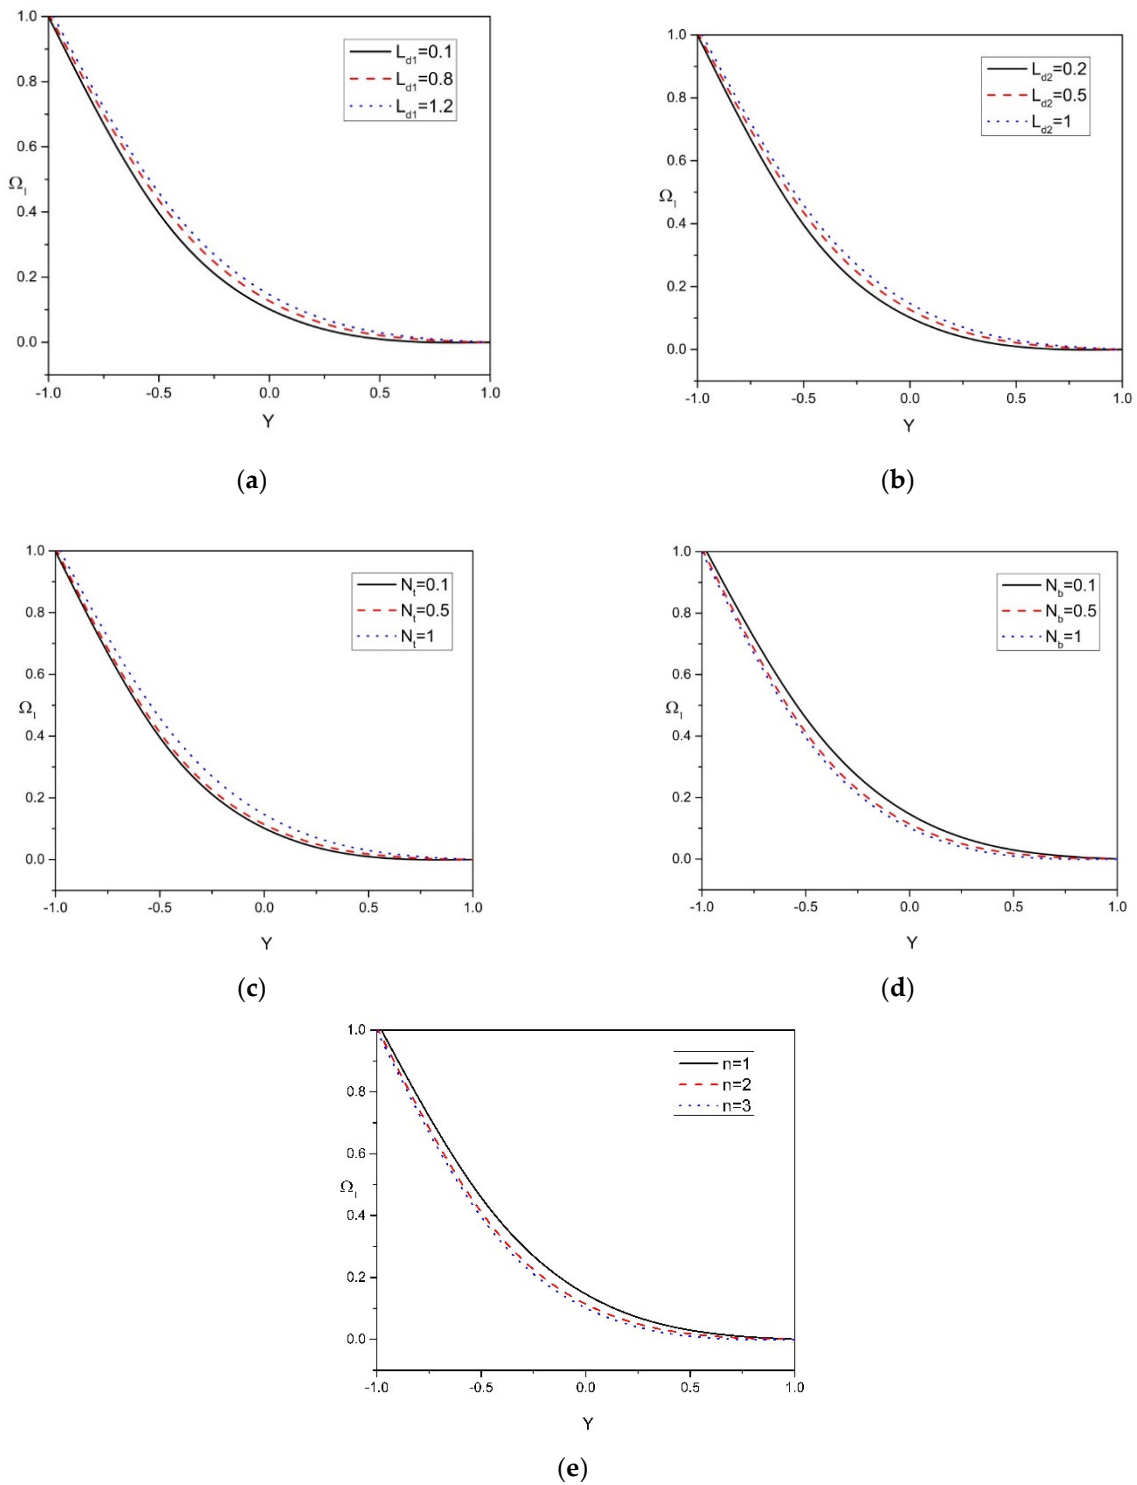 1.0
0.8
0.6
0.4
0.2
0.0
Ω_l
-1.0 -0.5 0.0 0.5 1.0
Y
L_d1=0.1
L_d1=0.8
L_d1=1.2
(a)
1.0
0.8
0.6
0.4
0.2
0.0
Ω_l
-1.0 -0.5 0.0 0.5 1.0
Y
L_d2=0.2
L_d2=0.5
L_d2=1
(b)
1.0
0.8
0.6
0.4
0.2
0.0
Ω_l
-1.0 -0.5 0.0 0.5 1.0
Y
N_t=0.1
N_t=0.5
N_t=1
(c)
1.0
0.8
0.6
0.4
0.2
0.0
Ω_l
-1.0 -0.5 0.0 0.5 1.0
Y
N_b=0.1
N_b=0.5
N_b=1
(d)
1.0
0.8
0.6
0.4
0.2
0.0
Ω_l
-1.0 -0.5 0.0 0.5 1.0
Y
n=1
n=2
n=3
(e)